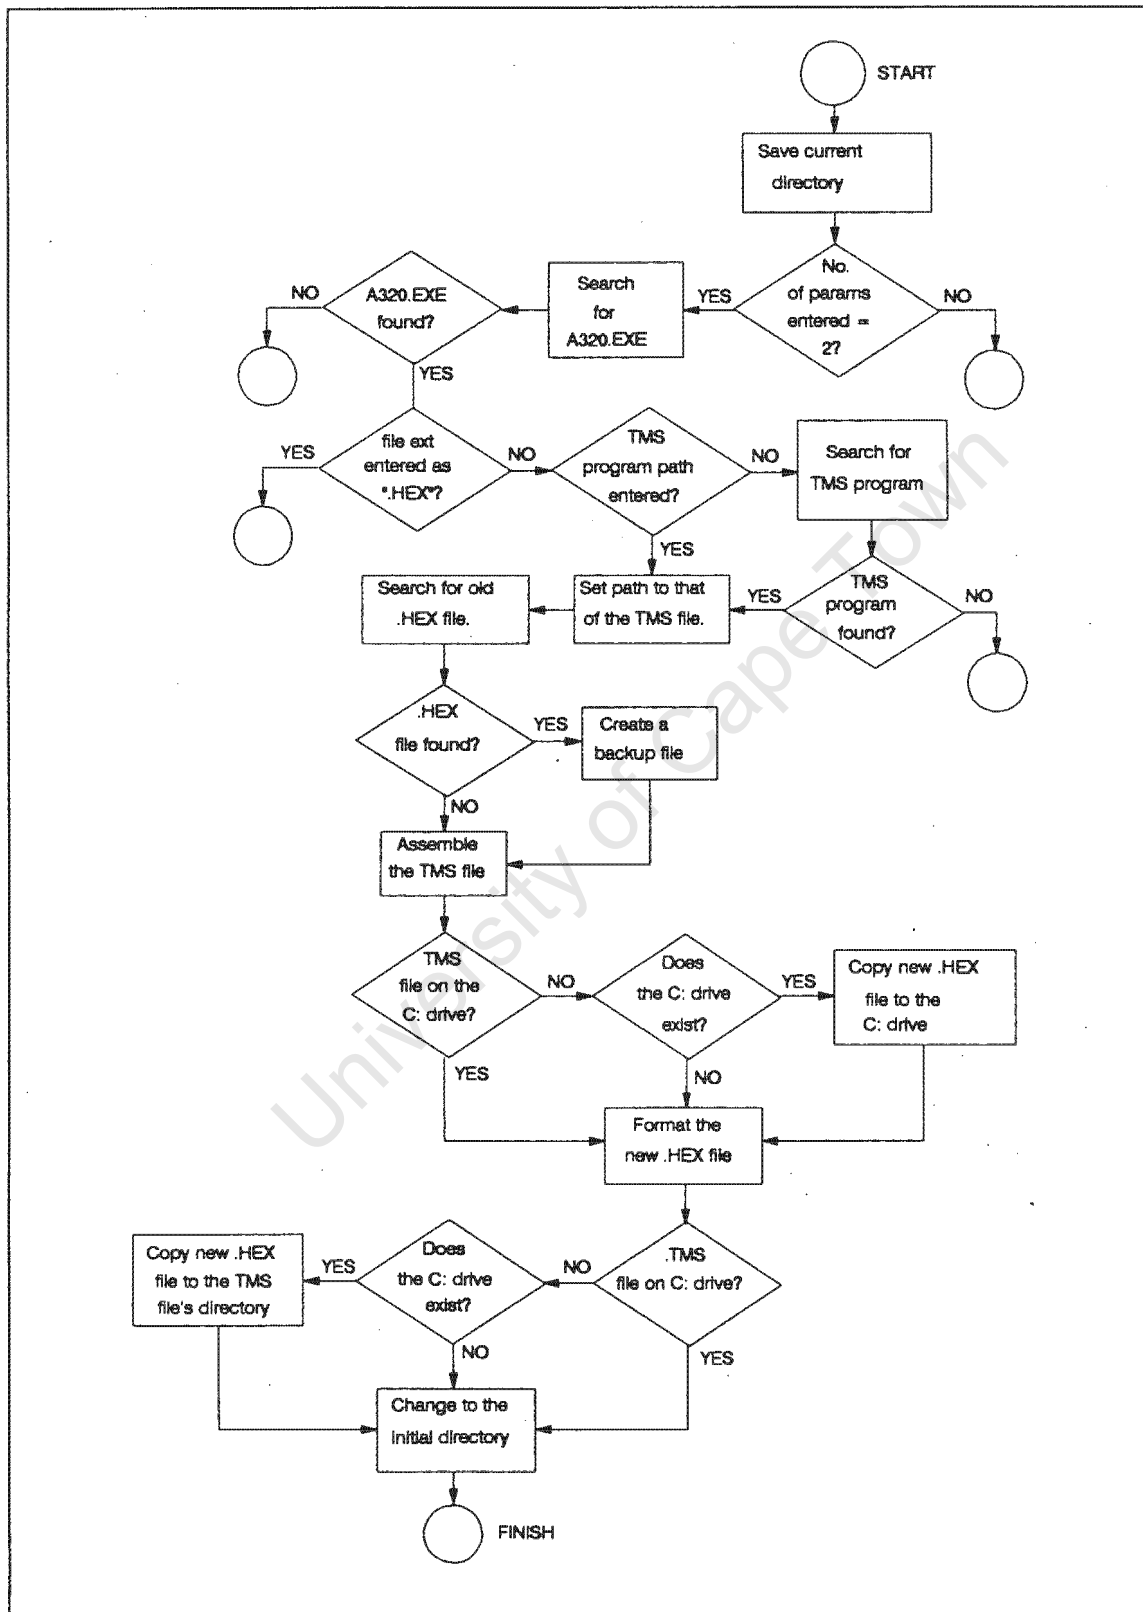 START
Save current
directory
No.
of params
entered =
2?
YES
NO
Search
for
A320.EXE
A320.EXE
found?
NO
YES
file ext
entered as
".HEX"?
YES
NO
TMS
program path
entered?
NO
YES
Search for
TMS program
TMS
program
found?
YES
NO
Set path to that
of the TMS file.
Search for old
.HEX file.
.HEX
file found?
YES
NO
Create a
backup file
Assemble
the TMS file
TMS
file on the
C: drive?
NO
YES
Does
the C: drive
exist?
YES
NO
Copy new .HEX
file to the
C: drive
Format the
new .HEX file
.TMS
file on C: drive?
NO
YES
Does
the C: drive
exist?
YES
NO
Copy new .HEX
file to the TMS
file's directory
Change to the
initial directory
FINISH
University of Cape Town